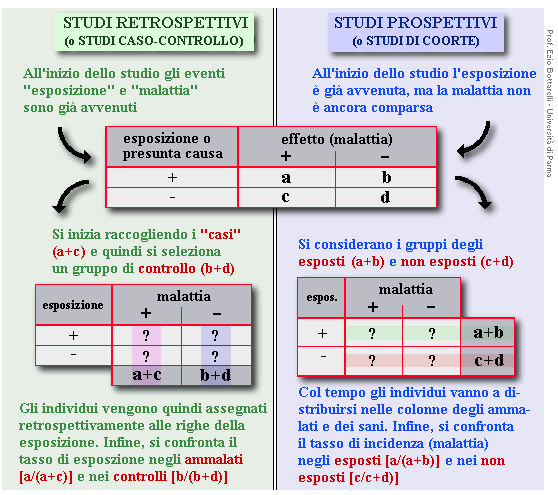 STUDI RETROSPETTIVI
(o STUDI CASO-CONTROLLO)
All'inizio dello studio gli eventi
"esposizione" e "malattia"
sono già avvenuti
STUDI PROSPETTIVI
(o STUDI DI COORTE)
All'inizio dello studio l'esposizione
è già avvenuta, ma la malattia non
è ancora comparsa
Prof. Ezio Bottarelli - Università di Parma
esposizione o effetto (malattia)
presunta causa + −
+ a b
- c d
Si inizia raccogliendo i "casi"
(a+c) e quindi si seleziona
un gruppo di controllo (b+d)
malattia
esposizione + −
+ ? ?
- ? ?
a+c b+d
Gli individui vengono quindi assegnati
retrospettivamente alle righe della
esposizione. Infine, si confronta il
tasso di esposzione negli ammalati
[a/(a+c)] e nei controlli [b/(b+d)]
Si considerano i gruppi degli
esposti (a+b) e non esposti (c+d)
malattia
espos. + −
+ ? ? a+b
- ? ? c+d
Col tempo gli individui vanno a di-
stribuirsi nelle colonne degli amma-
lati e dei sani. Infine, si confronta
il tasso di incidenza (malattia)
negli esposti [a/(a+b)] e nei non
esposti [c/c+d)]